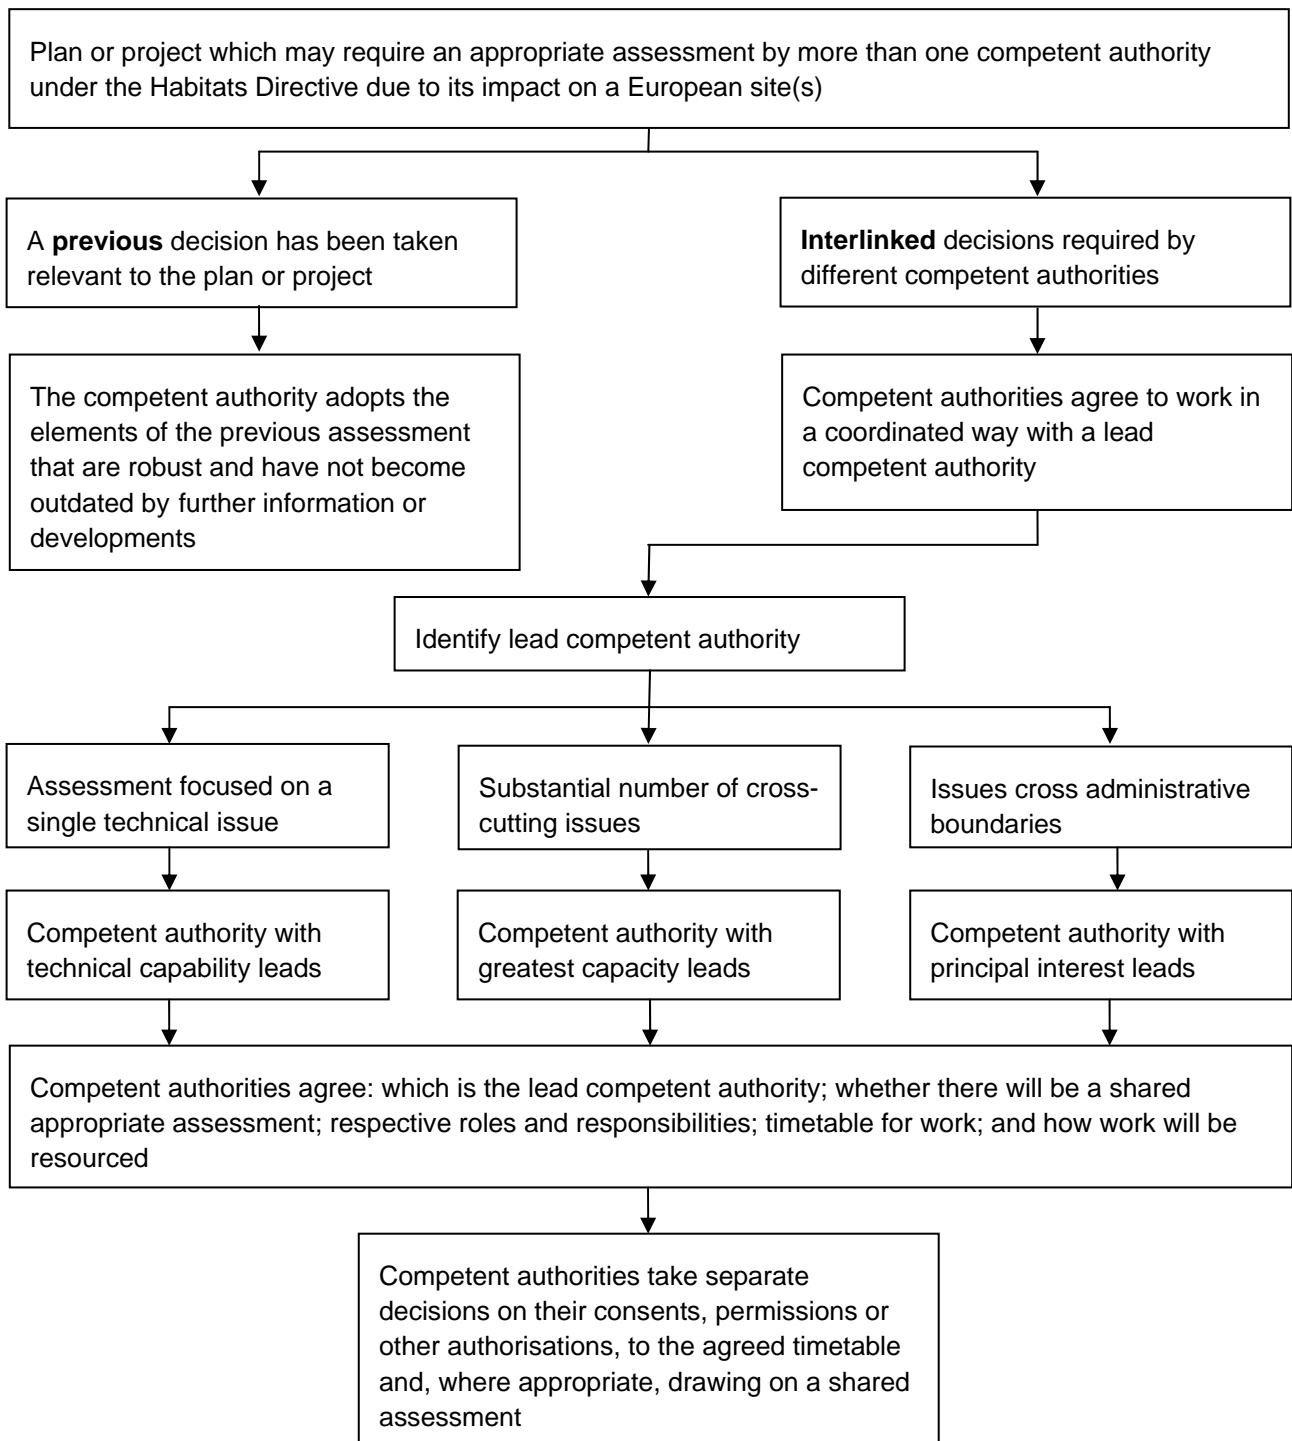 Plan or project which may require an appropriate assessment by more than one competent authority
under the Habitats Directive due to its impact on a European site(s)
A previous decision has been taken
relevant to the plan or project
Interlinked decisions required by
different competent authorities
The competent authority adopts the
elements of the previous assessment
that are robust and have not become
outdated by further information or
developments
Competent authorities agree to work in
a coordinated way with a lead
competent authority
Identify lead competent authority
Assessment focused on a
single technical issue
Substantial number of cross-
cutting issues
Issues cross administrative
boundaries
Competent authority with
technical capability leads
Competent authority with
greatest capacity leads
Competent authority with
principal interest leads
Competent authorities agree: which is the lead competent authority; whether there will be a shared
appropriate assessment; respective roles and responsibilities; timetable for work; and how work will be
resourced
Competent authorities take separate
decisions on their consents, permissions or
other authorisations, to the agreed timetable
and, where appropriate, drawing on a shared
assessment